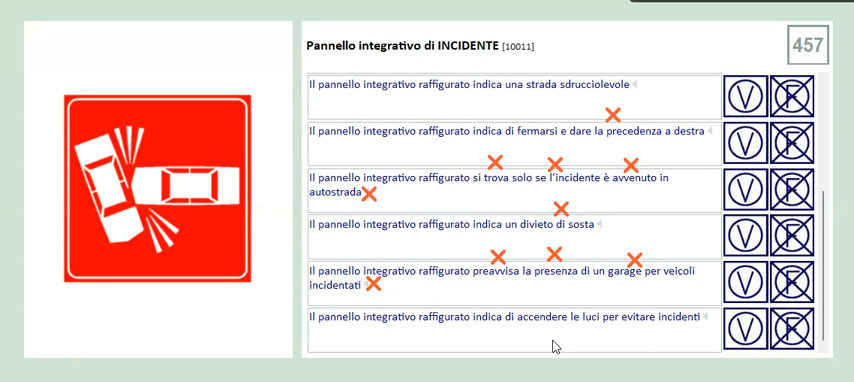 Pannello integrativo di INCIDENTE [10011]
457
Il pannello integrativo raffigurato indica una strada sdrucciolevole
V F
Il pannello integrativo raffigurato indica di fermarsi e dare la precedenza a destra
V F
Il pannello integrativo raffigurato si trova solo se l'incidente è avvenuto in
autostrada
V F
Il pannello integrativo raffigurato indica un divieto di sosta
V F
Il pannello integrativo raffigurato preavvisa la presenza di un garage per veicoli
incidentati
V F
Il pannello integrativo raffigurato indica di accendere le luci per evitare incidenti
V F